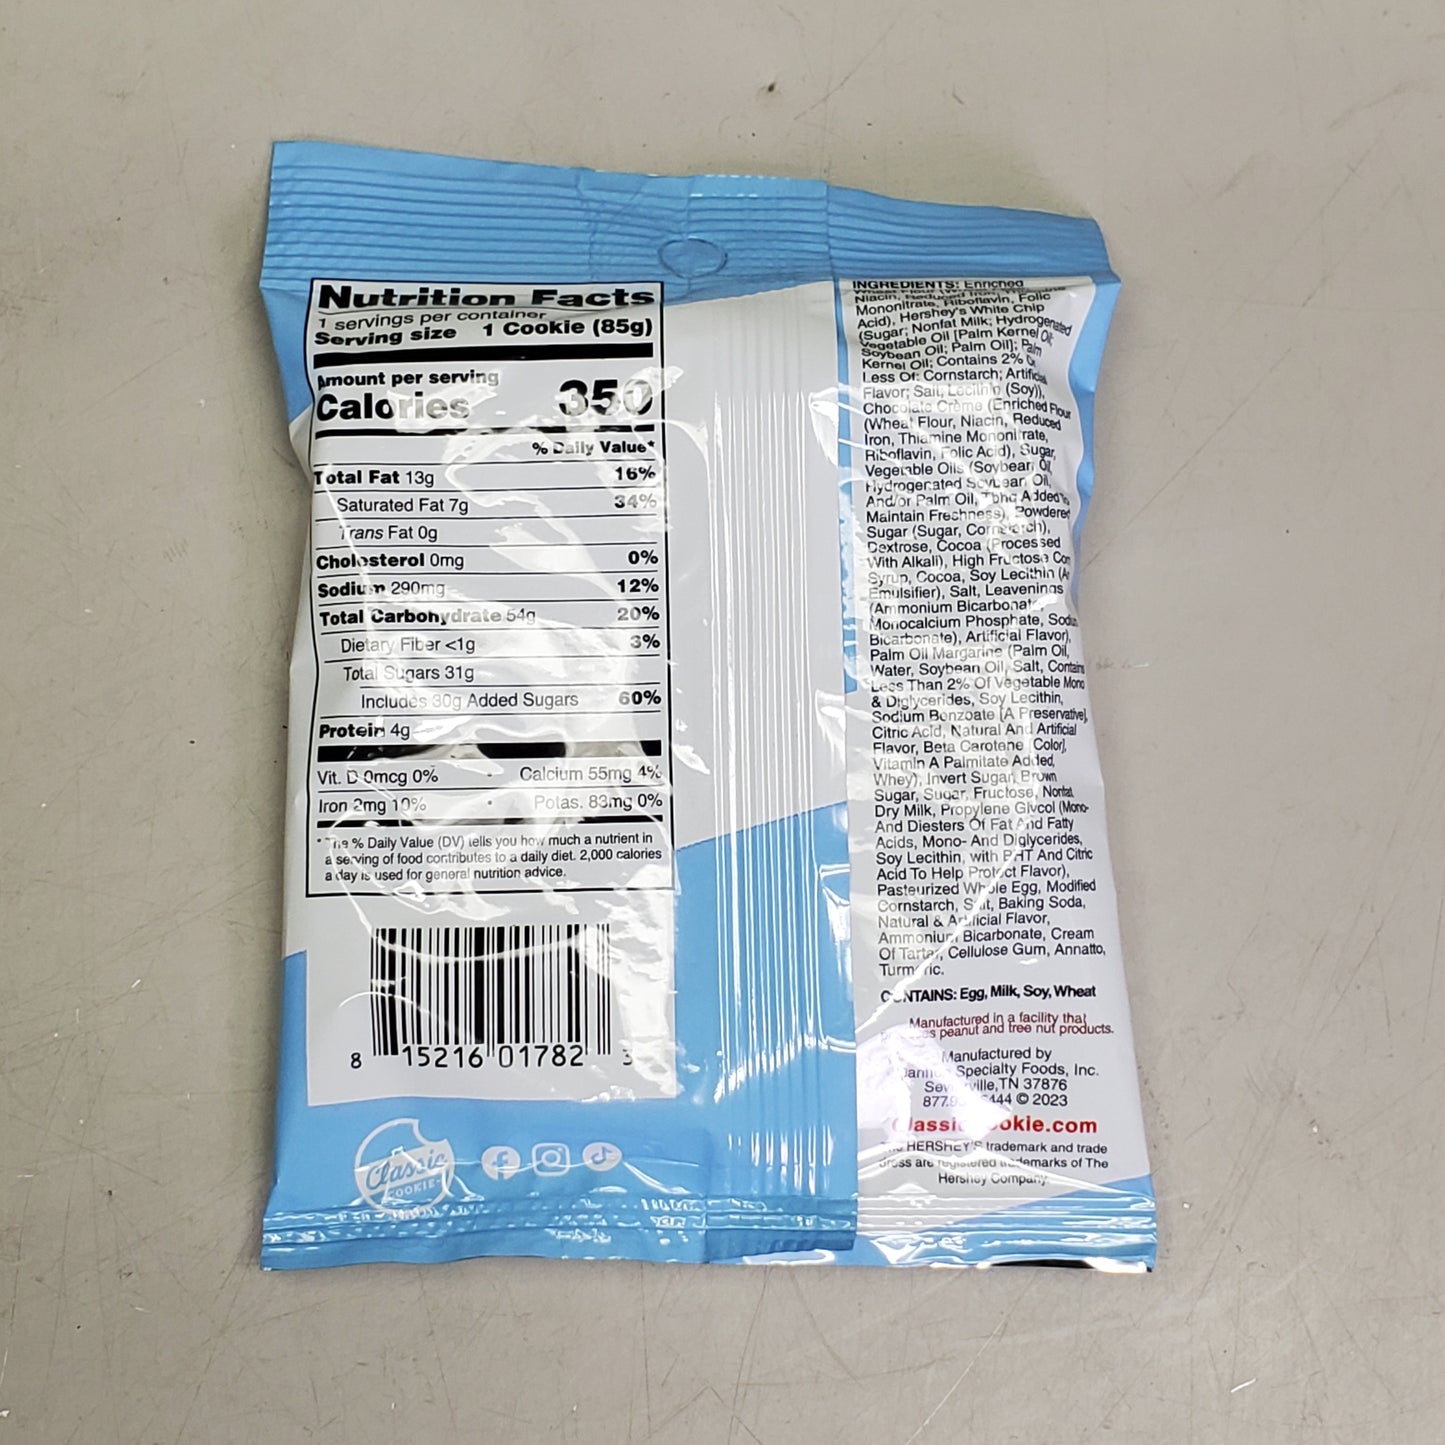 Nutrition Facts
1 servings per container
Serving size 1 Cookie (85g)
Amount per serving
Calories 350
% Daily Value*
Total Fat 13g 16%
Saturated Fat 7g 34%
Trans Fat 0g
Cholesterol 0mg 0%
Sodium 290mg 12%
Total Carbohydrate 54g 20%
Dietary Fiber <1g 3%
Total Sugars 31g
Includes 30g Added Sugars 60%
Protein 4g
Vit. D 0mcg 0% • Calcium 55mg 4%
Iron 2mg 10% • Potas. 83mg 0%
* The % Daily Value (DV) tells you how much a nutrient in
a serving of food contributes to a daily diet. 2,000 calories
a day is used for general nutrition advice.
8 15216 01782 3
Classic
COOKIE
INGREDIENTS: Enriched
Wheat Flour
Niacin, Reduced Iron, Thiamine
Mononitrate, Riboflavin, Folic
Acid), Hershey's White Chip
(Sugar; Nonfat Milk; Hydrogenated
Vegetable Oil [Palm Kernel Oil;
Soybean Oil; Palm Oil]; Palm
Kernel Oil; Contains 2% Or
Less Of: Cornstarch; Artificial
Flavor; Salt; Lecithin (Soy)),
Chocolate Crème (Enriched Flour
(Wheat Flour, Niacin, Reduced
Iron, Thiamine Mononitrate,
Riboflavin, Folic Acid), Sugar,
Vegetable Oils (Soybean Oil,
Hydrogenated Soybean Oil,
And/or Palm Oil, Tbhq Added to
Maintain Freshness), Powdered
Sugar (Sugar, Cornstarch),
Dextrose, Cocoa (Processed
With Alkali), High Fructose Corn
Syrup, Cocoa, Soy Lecithin (An
Emulsifier), Salt, Leavenings
(Ammonium Bicarbonate,
Monocalcium Phosphate, Sodium
Bicarbonate), Artificial Flavor),
Palm Oil Margarine (Palm Oil,
Water, Soybean Oil, Salt, Contains
Less Than 2% Of Vegetable Mono
& Diglycerides, Soy Lecithin,
Sodium Benzoate [A Preservative],
Citric Acid, Natural And Artificial
Flavor, Beta Carotene [Color],
Vitamin A Palmitate Added,
Whey), Invert Sugar, Brown
Sugar, Sugar, Fructose, Nonfat
Dry Milk, Propylene Glycol (Mono-
And Diesters Of Fat And Fatty
Acids, Mono- And Diglycerides,
Soy Lecithin, with BHT And Citric
Acid To Help Protect Flavor),
Pasteurized Whole Egg, Modified
Cornstarch, Salt, Baking Soda,
Natural & Artificial Flavor,
Ammonium Bicarbonate, Cream
Of Tartar, Cellulose Gum, Annatto,
Turmeric.
CONTAINS: Egg, Milk, Soy, Wheat
Manufactured in a facility that
peanut and tree nut products.
Manufactured by
Specialty Foods, Inc.
Sevierville, TN 37876
© 2023
ClassicCookie.com
The HERSHEY'S trademark and trade
dress are registered trademarks of The
Hershey Company